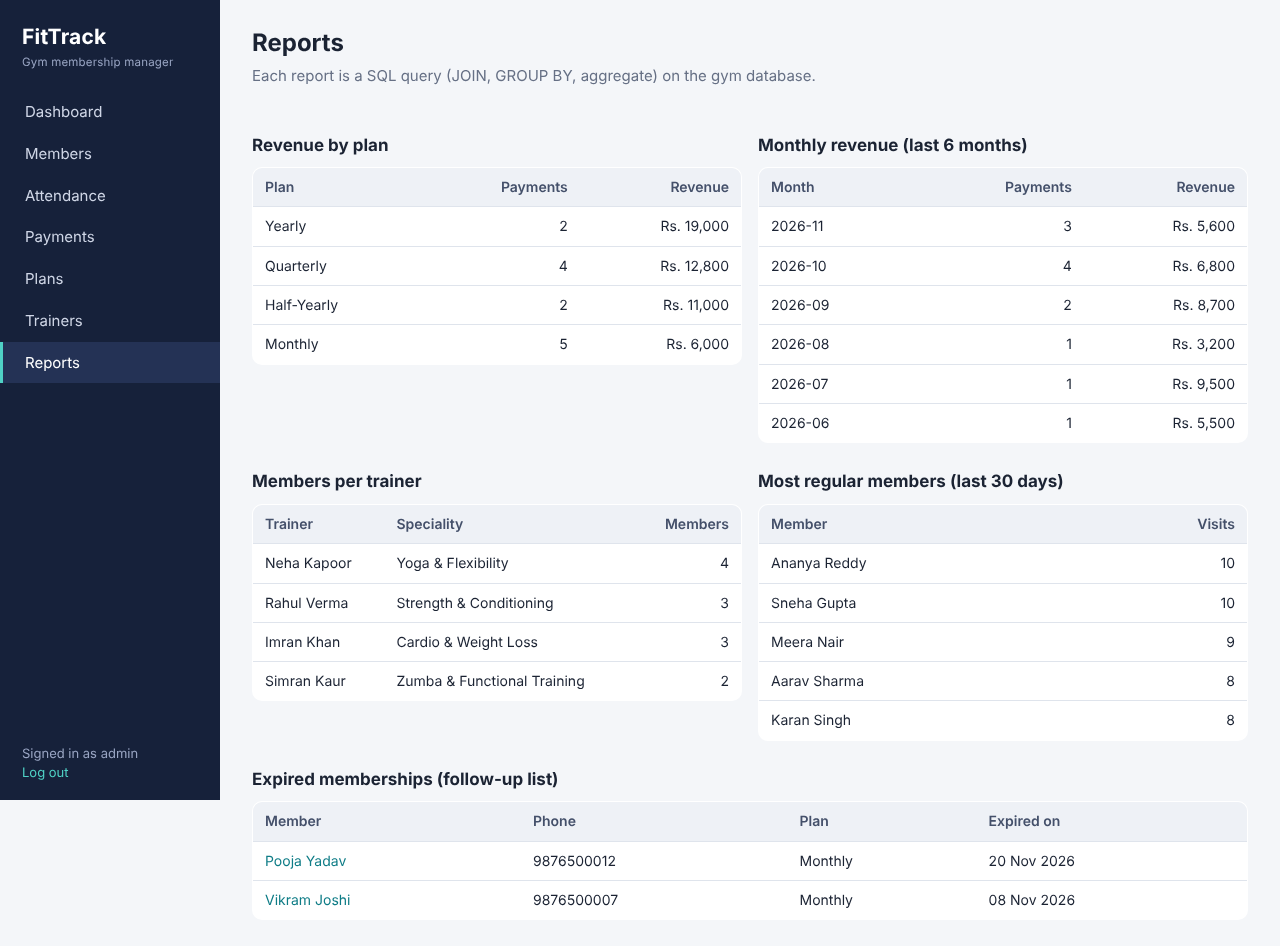 FitTrack
Gym membership manager
Dashboard
Members
Attendance
Payments
Plans
Trainers
Reports
Signed in as admin
Log out
Reports
Each report is a SQL query (JOIN, GROUP BY, aggregate) on the gym database.
Revenue by plan
Plan Payments Revenue
Yearly 2 Rs. 19,000
Quarterly 4 Rs. 12,800
Half-Yearly 2 Rs. 11,000
Monthly 5 Rs. 6,000
Monthly revenue (last 6 months)
Month Payments Revenue
2026-11 3 Rs. 5,600
2026-10 4 Rs. 6,800
2026-09 2 Rs. 8,700
2026-08 1 Rs. 3,200
2026-07 1 Rs. 9,500
2026-06 1 Rs. 5,500
Members per trainer
Trainer Speciality Members
Neha Kapoor Yoga & Flexibility 4
Rahul Verma Strength & Conditioning 3
Imran Khan Cardio & Weight Loss 3
Simran Kaur Zumba & Functional Training 2
Most regular members (last 30 days)
Member Visits
Ananya Reddy 10
Sneha Gupta 10
Meera Nair 9
Aarav Sharma 8
Karan Singh 8
Expired memberships (follow-up list)
Member Phone Plan Expired on
Pooja Yadav 9876500012 Monthly 20 Nov 2026
Vikram Joshi 9876500007 Monthly 08 Nov 2026